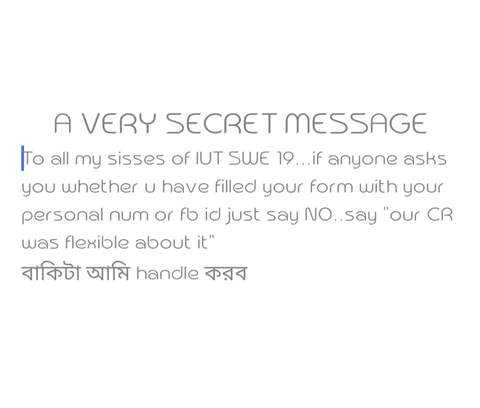 A VERY SECRET MESSAGE
To all my sisses of IUT SWE 19...if anyone asks
you whether u have filled your form with your
personal num or fb id just say NO..say "our CR
was flexible about it"
বাকিটা আমি handle করব